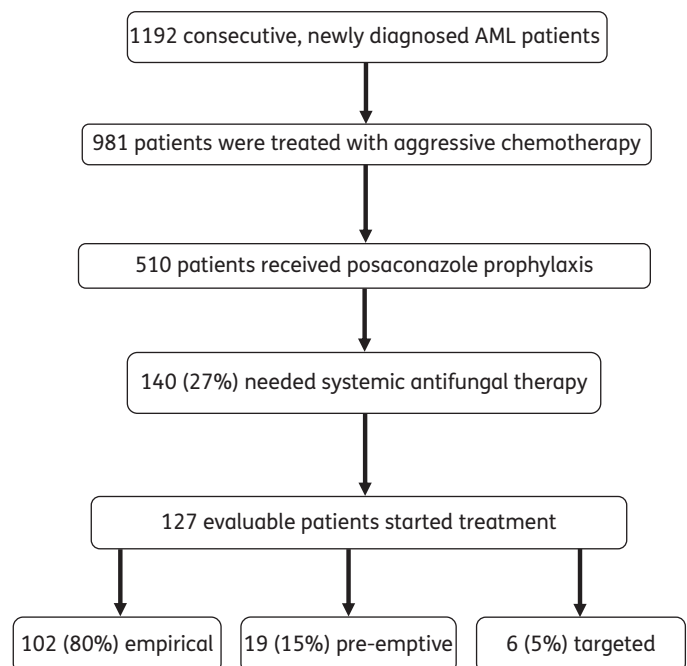 1192 consecutive, newly diagnosed AML patients
981 patients were treated with aggressive chemotherapy
510 patients received posaconazole prophylaxis
140 (27%) needed systemic antifungal therapy
127 evaluable patients started treatment
102 (80%) empirical
19 (15%) pre-emptive
6 (5%) targeted